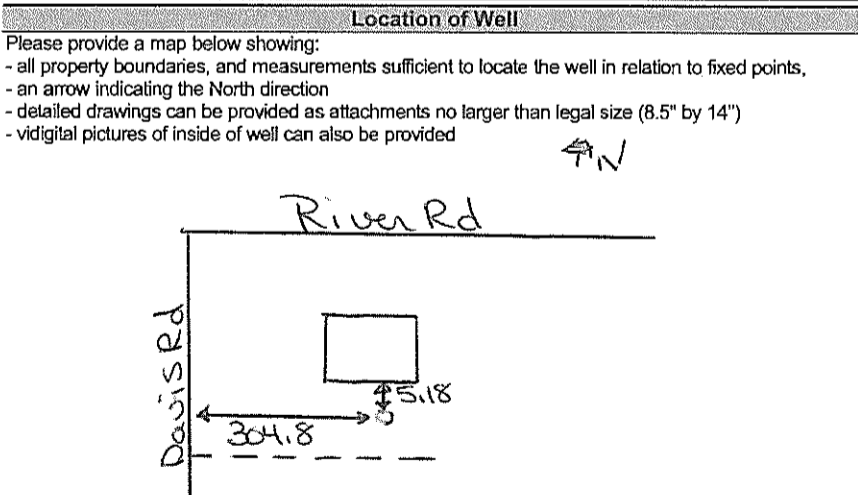 Location of Well
Please provide a map below showing:
- all property boundaries, and measurements sufficient to locate the well in relation to fixed points,
- an arrow indicating the North direction
- detailed drawings can be provided as attachments no larger than legal size (8.5" by 14")
- vidigital pictures of inside of well can also be provided
N
River Rd
Davis Rd
5.18
304.8